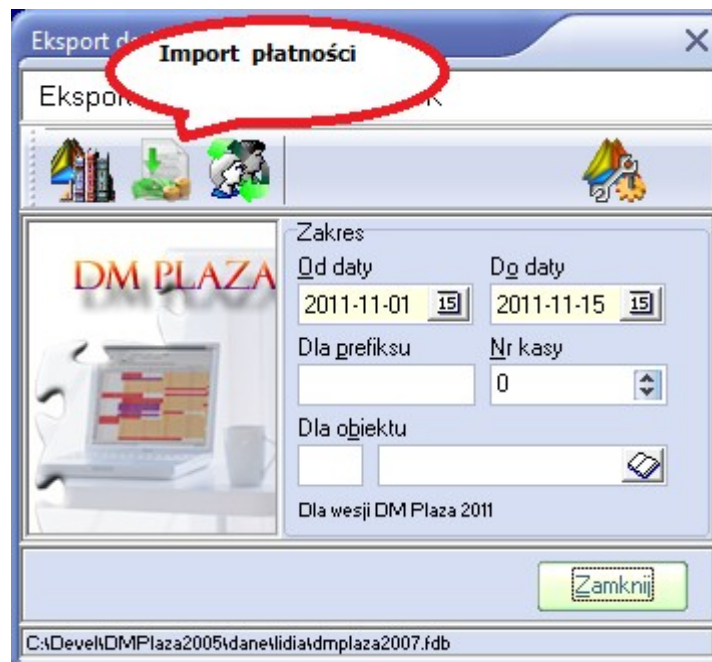 Eksport d
Import płatności
Ekspor
DM PLAZA
Zakres
Od daty
Do daty
2011-11-01
15
2011-11-15
15
Dla prefiksu
Nr kasy
0
Dla obiektu
Dla wesji DM Plaza 2011
Zamknij
C:\Devel\DMPlaza2005\dane\lidia\dmplaza2007.fdb